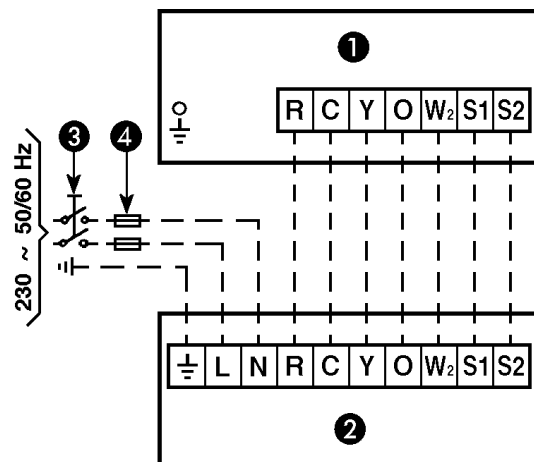 1
R C Y O W2 S1 S2
3 4
230 ~ 50/60 Hz
L N R C Y O W2 S1 S2
2